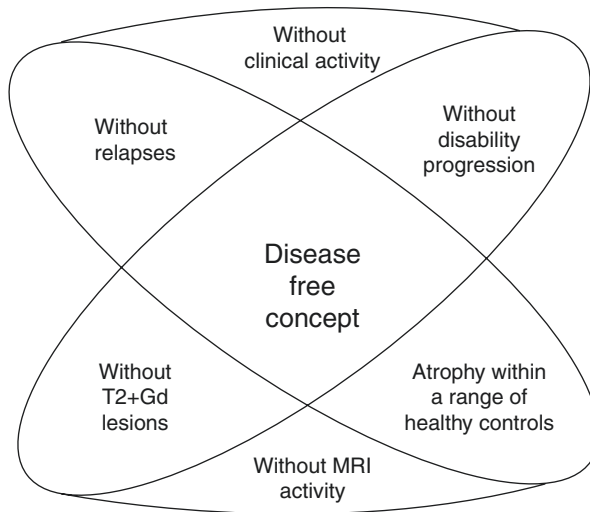 Without
clinical activity
Without
relapses
Without
disability
progression
Disease
free
concept
Without
T2+Gd
lesions
Atrophy within
a range of
healthy controls
Without MRI
activity